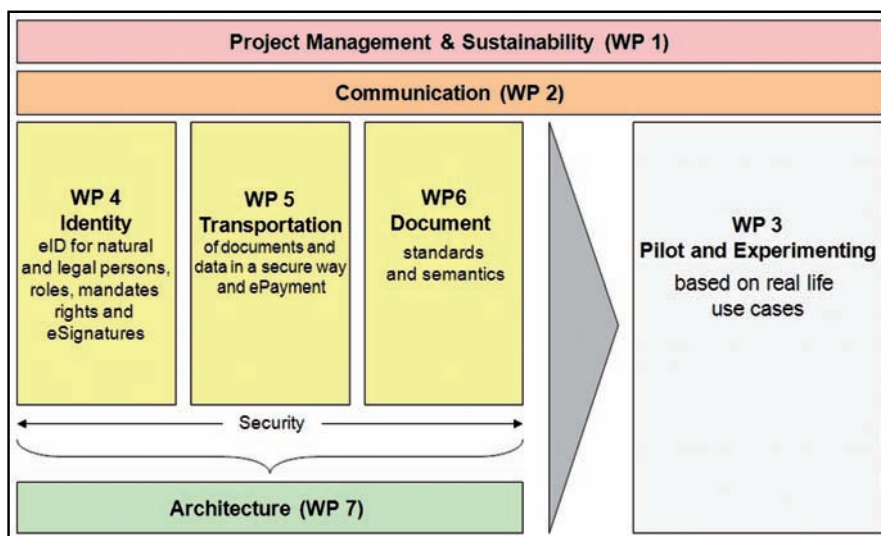 Project Management & Sustainability (WP 1)
Communication (WP 2)
WP 4
Identity
eID for natural
and legal persons,
roles, mandates
rights and
eSignatures
WP 5
Transportation
of documents and
data in a secure way
and ePayment
WP6
Document
standards
and semantics
WP 3
Pilot and Experimenting
based on real life
use cases
Security
Architecture (WP 7)